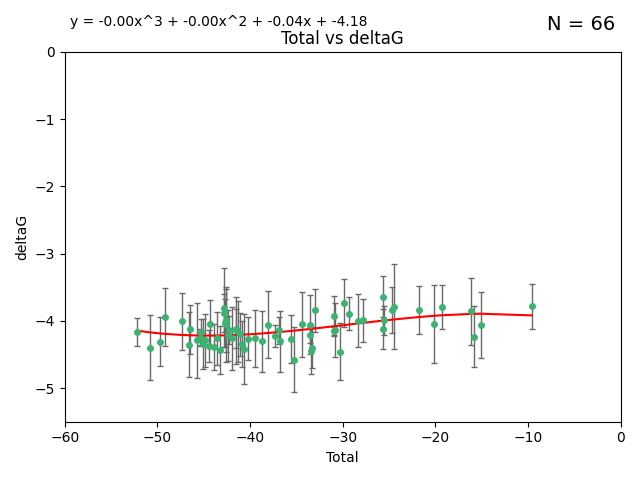 y = -0.00x^3 + -0.00x^2 + -0.04x + -4.18
N = 66
Total vs deltaG
0
−1
−2
−3
−4
−5
deltaG
−60 −50 −40 −30 −20 −10 0
Total